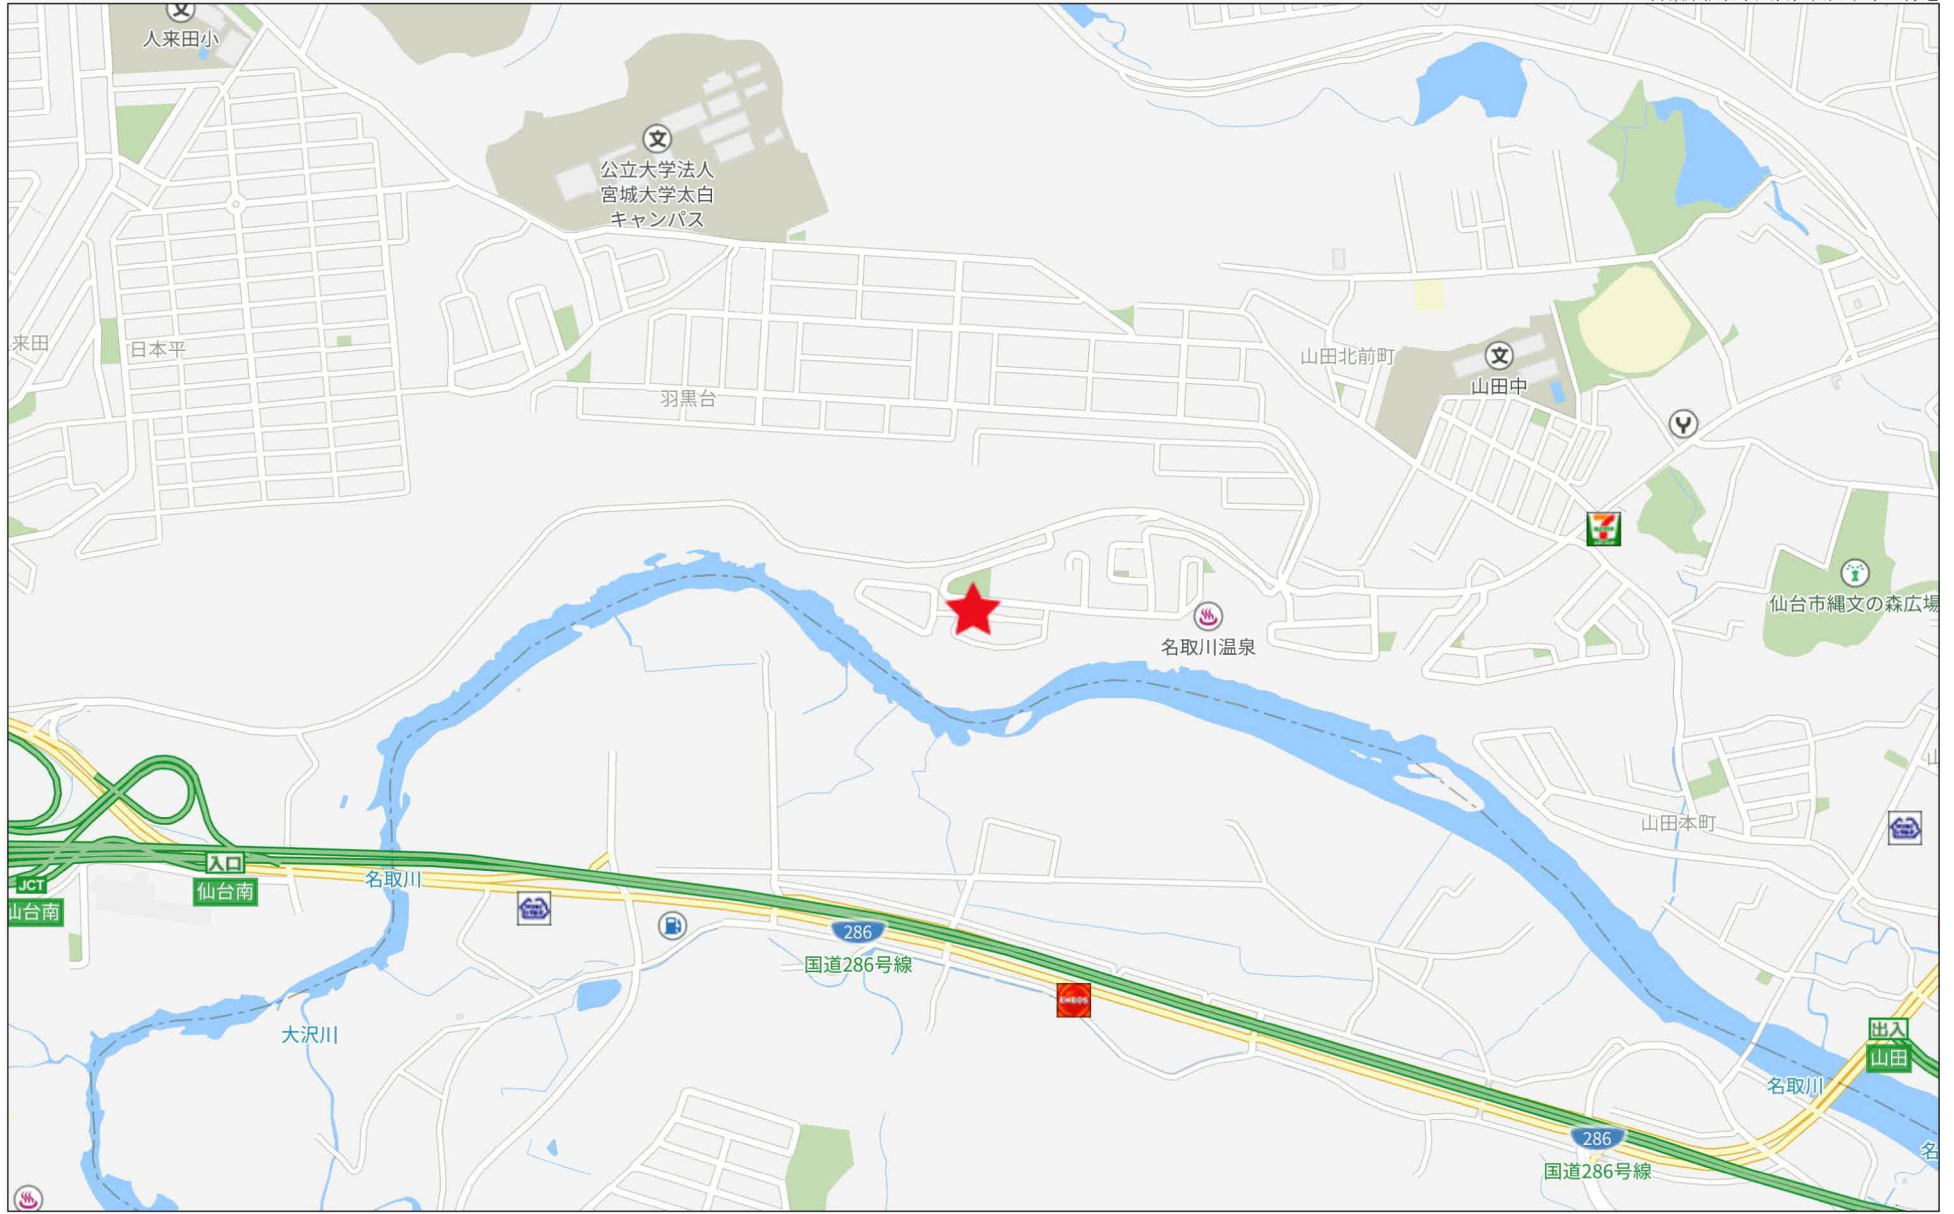 人来田小
公立大学法人
宮城大学太白
キャンパス
来田
日本平
羽黒台
山田北前町
山田中
仙台市縄文の森広場
名取川温泉
山田本町
入口
仙台南
JCT
仙台南
名取川
286
国道286号線
ENEOS
大沢川
出入
山田
名取川
286
国道286号線
名